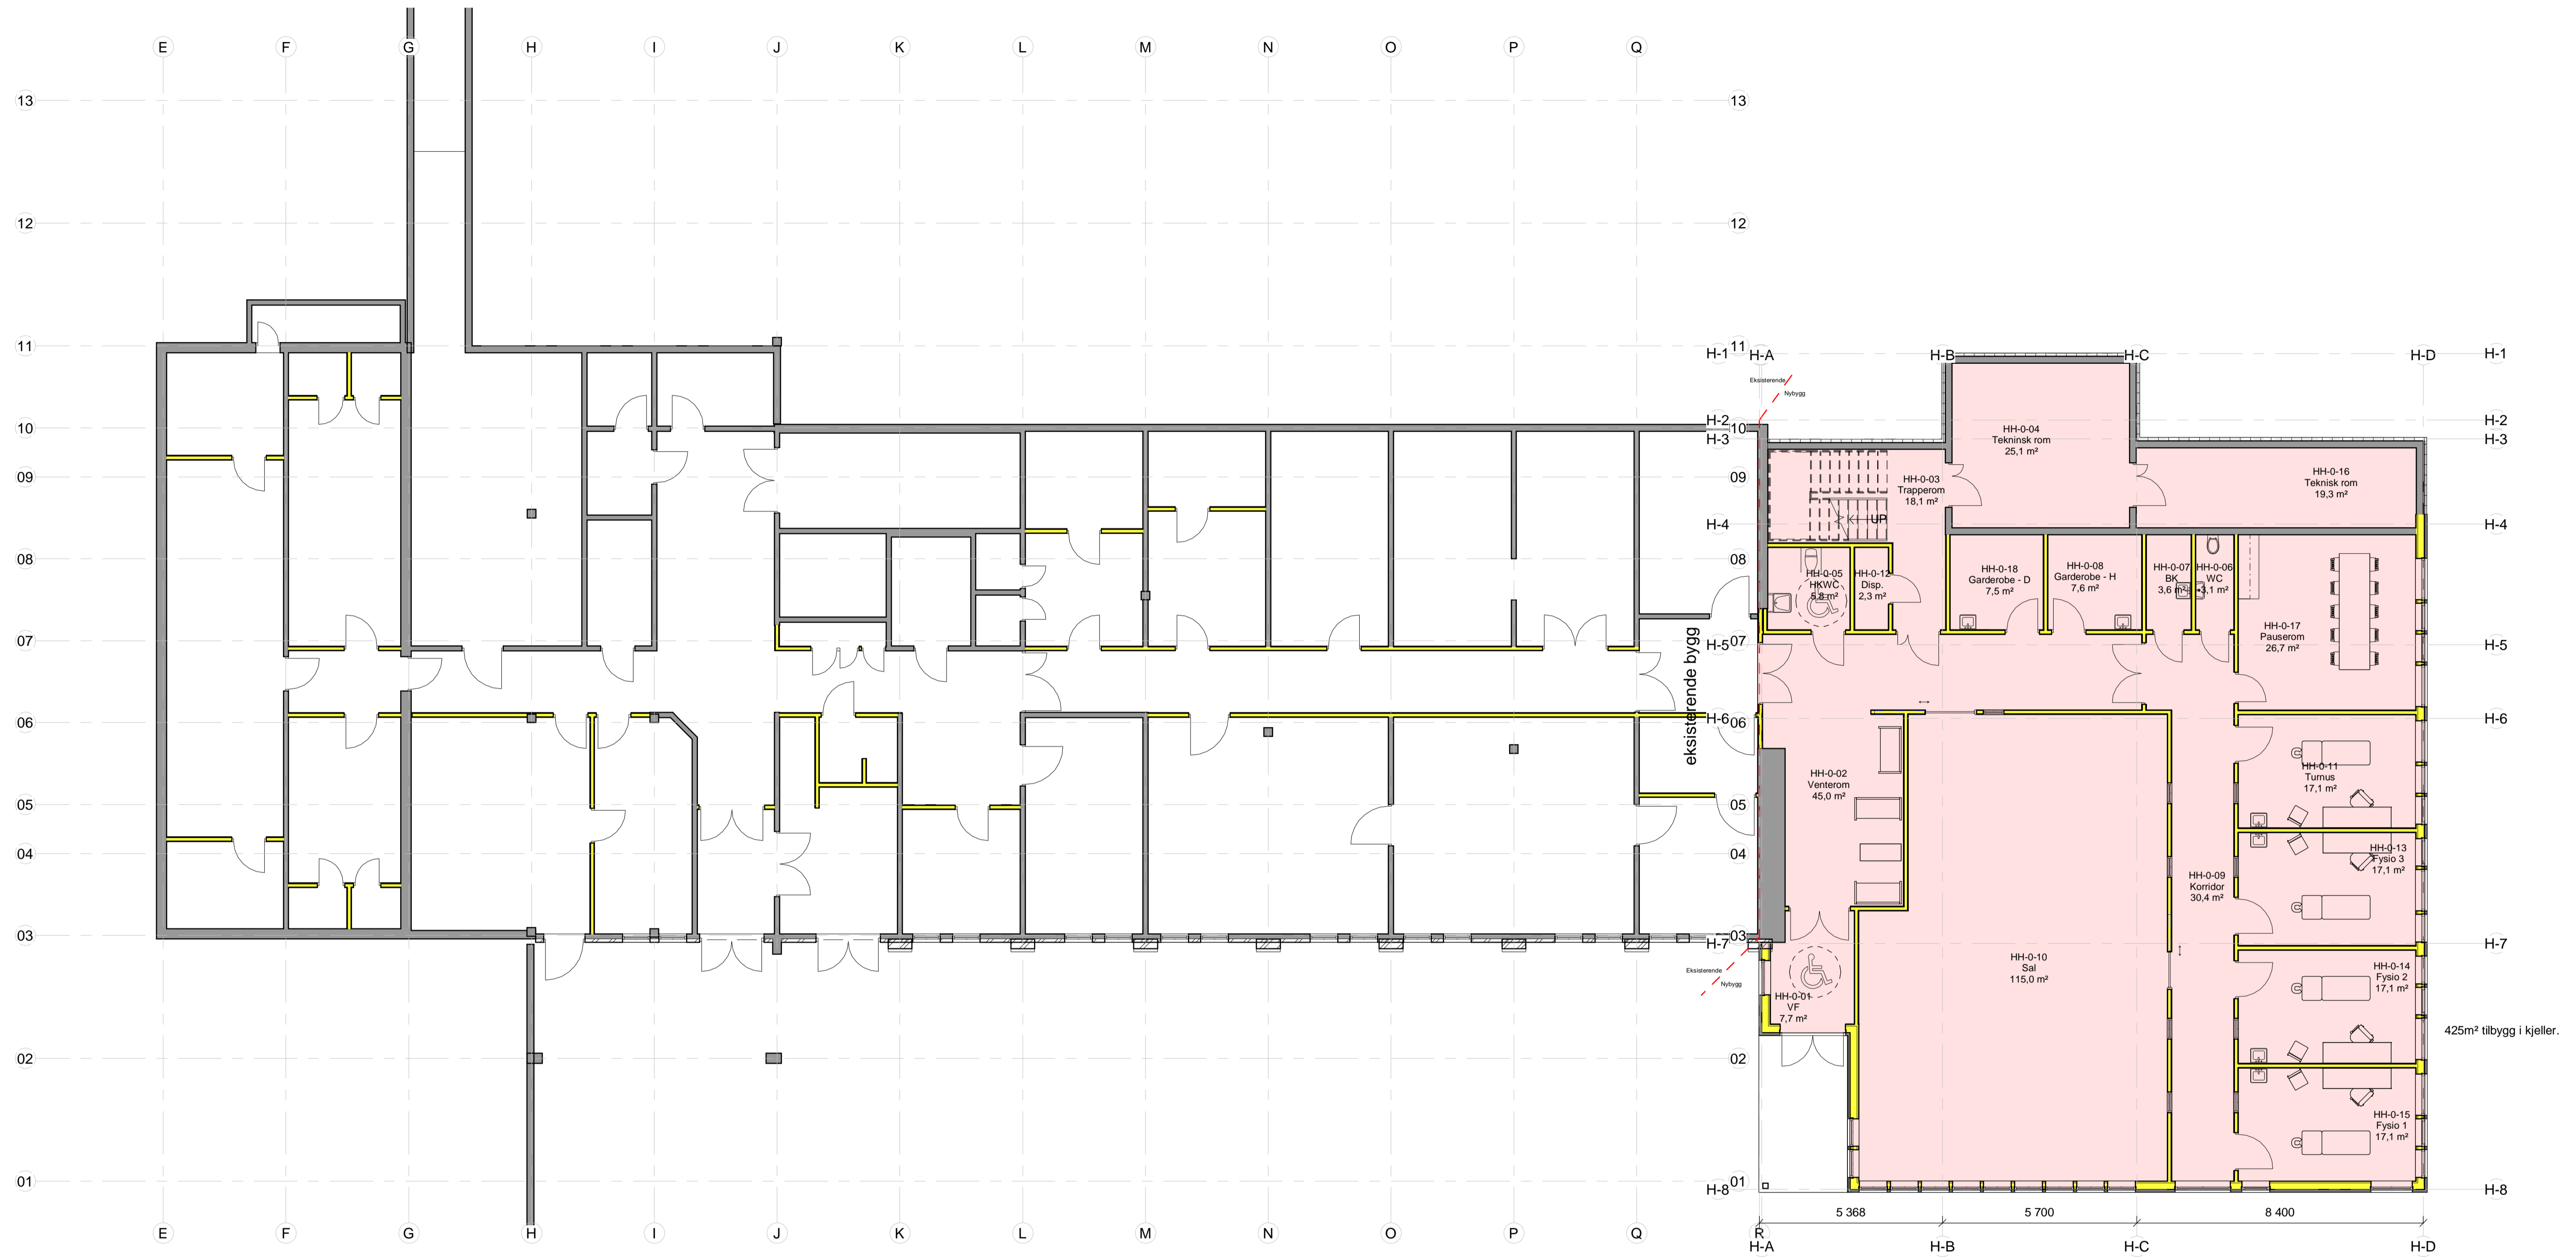 E F G H I J K L M N O P Q
13 13
12 12
11 11
H-1 H-A H-B H-C H-D H-1
Eksisterende
Nybygg
H-2 H-2
10 10
H-3 H-3
HH-0-04
Tekninsk rom
25,1 m²
HH-0-16
Teknisk rom
19,3 m²
09 09
HH-0-03
Trapperom
18,1 m²
UP
H-4 H-4
08 08
HH-0-05
HKWC
5,8 m²
HH-0-12
Disp.
2,3 m²
HH-0-18
Garderobe - D
7,5 m²
HH-0-08
Garderobe - H
7,6 m²
HH-0-07
BK
3,6 m²
HH-0-06
WC
3,1 m²
HH-0-17
Pauserom
26,7 m²
07 07
H-5 H-5
eksisterende bygg
06 06
H-6 H-6
HH-0-02
Venterom
45,0 m²
HH-0-11
Turnus
17,1 m²
05 05
04 04
HH-0-13
Fysio 3
17,1 m²
HH-0-09
Korridor
30,4 m²
03 03
H-7 H-7
Eksisterende
Nybygg
HH-0-10
Sal
115,0 m²
HH-0-14
Fysio 2
17,1 m²
HH-0-01
VF
7,7 m²
425m² tilbygg i kjeller.
02 02
HH-0-15
Fysio 1
17,1 m²
01 01
H-8 H-8
5 368 5 700 8 400
E F G H I J K L M N O P Q R
H-A H-B H-C H-D